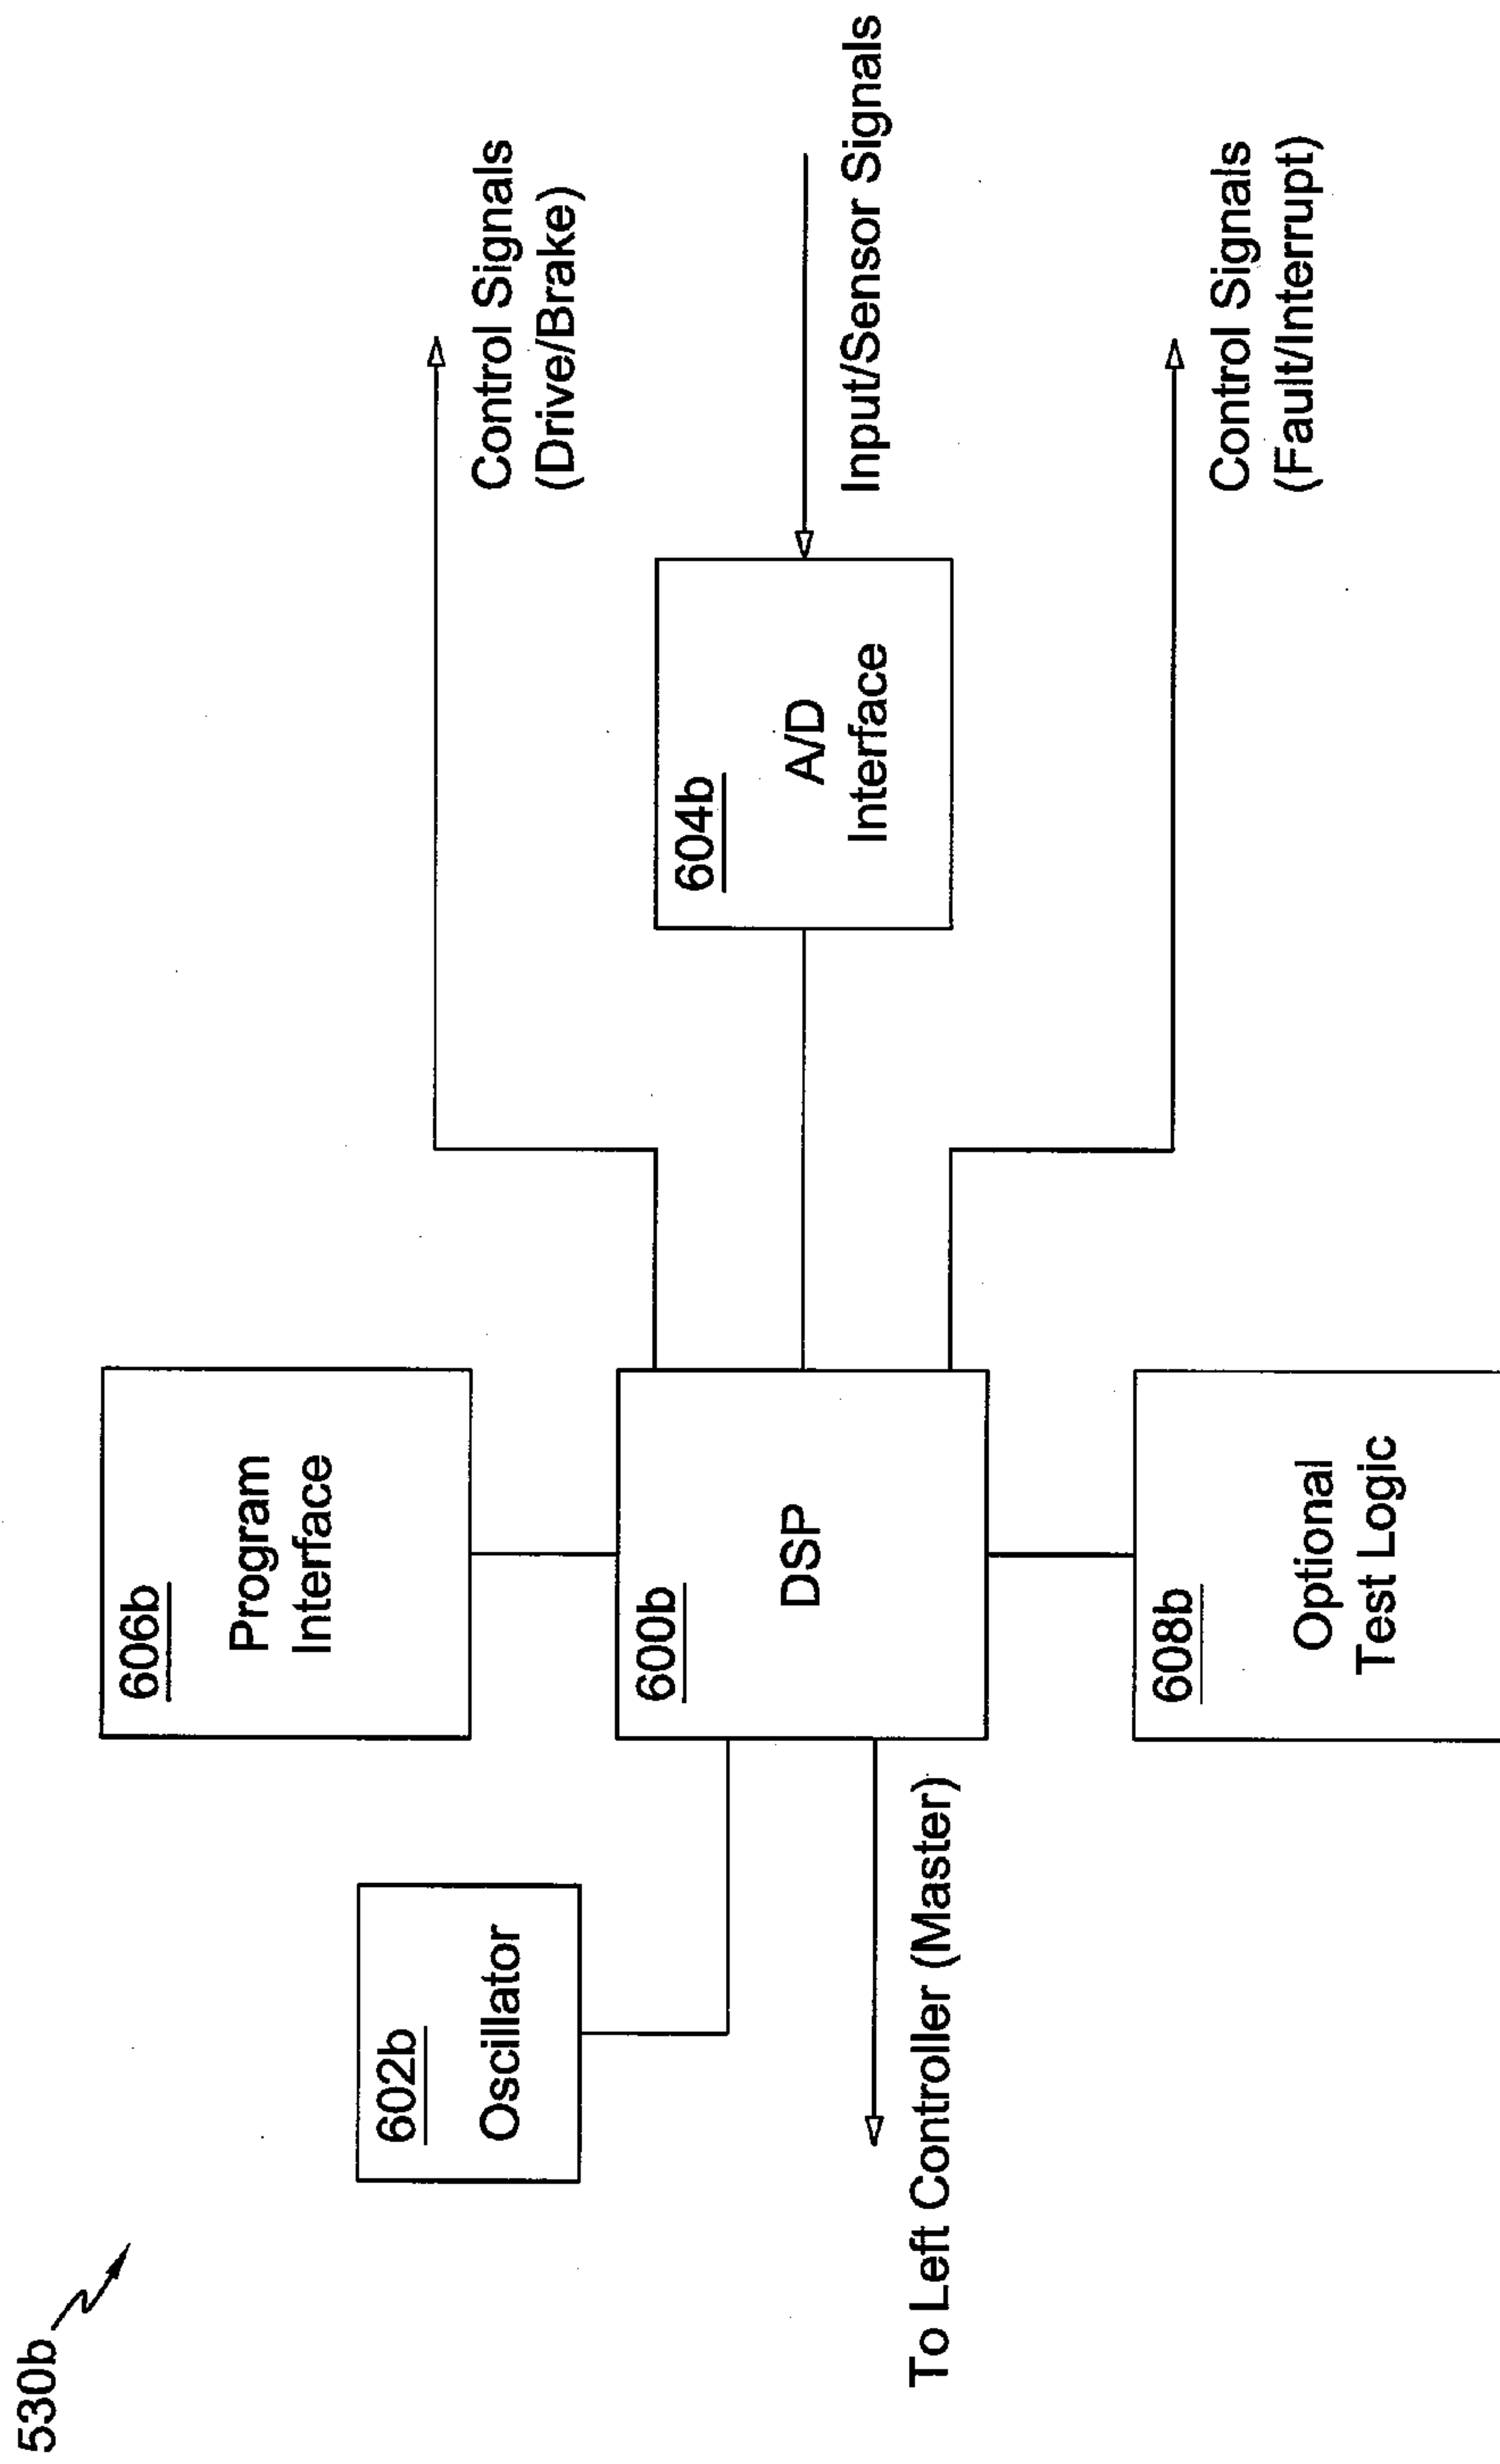 530b
606b
Program
Interface
Control Signals
(Drive/Brake)
602b
Oscillator
600b
DSP
604b
A/D
Interface
Input/Sensor Signals
To Left Controller (Master)
608b
Optional
Test Logic
Control Signals
(Fault/Interrupt)